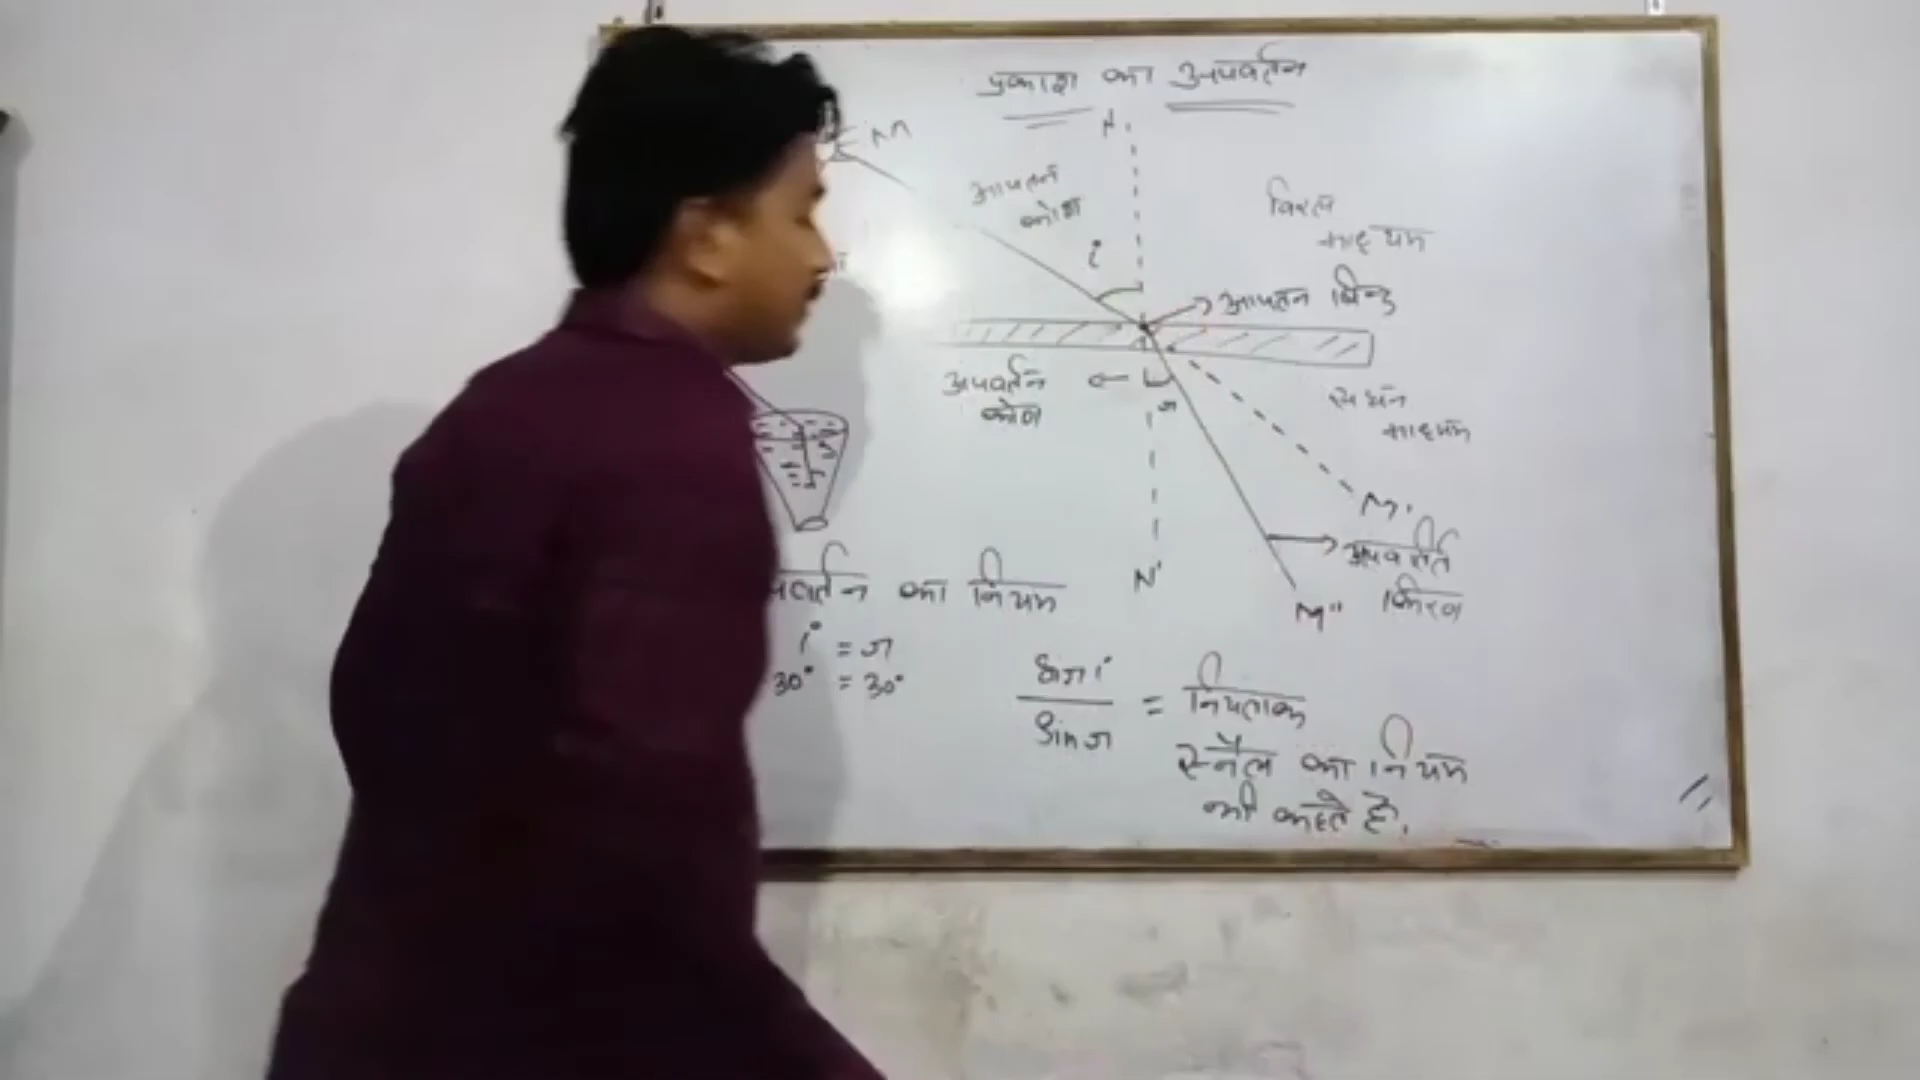 प्रकाश का अपवर्तन
M
N
आपतन
कोण
i
विरल
माध्यम
आपतन बिन्दु
अपवर्तन
कोण
r
सघन
माध्यम
M'
अपवर्तित
किरण
N'
M"
पवर्तन का नियम
i = r
30° = 30°
Sin i
Sin r
= नियतांक
स्नैल का नियम
की कहते है.